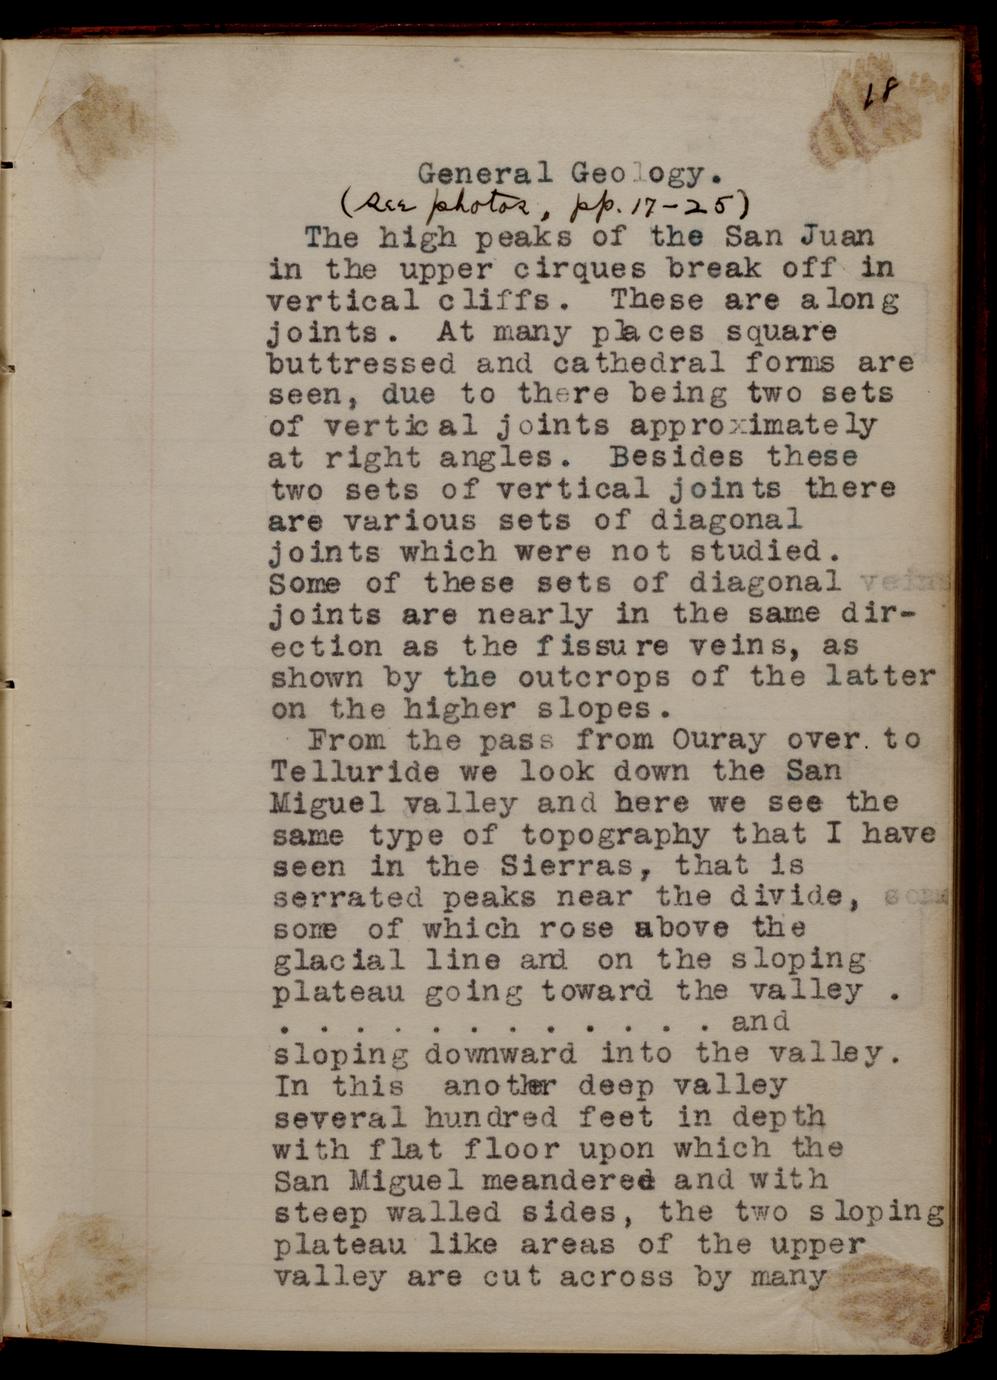 18
General Geology.
(see photos, pp. 17-25)
The high peaks of the San Juan
in the upper cirques break off in
vertical cliffs. These are along
joints. At many places square
buttressed and cathedral forms are
seen, due to there being two sets
of vertical joints approximately
at right angles. Besides these
two sets of vertical joints there
are various sets of diagonal
joints which were not studied.
Some of these sets of diagonal veins
joints are nearly in the same dir-
ection as the fissure veins, as
shown by the outcrops of the latter
on the higher slopes.
From the pass from Ouray over. to
Telluride we look down the San
Miguel valley and here we see the
same type of topography that I have
seen in the Sierras, that is
serrated peaks near the divide, some
some of which rose above the
glacial line and on the sloping
plateau going toward the valley .
. . . . . . . . . . . . and
sloping downward into the valley.
In this another deep valley
several hundred feet in depth
with flat floor upon which the
San Miguel meandered and with
steep walled sides, the two sloping
plateau like areas of the upper
valley are cut across by many